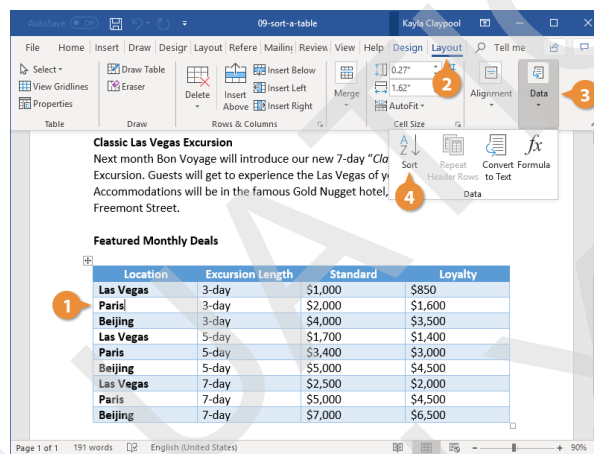 AutoSave Off 09-sort-a-table Kayla Claypool
File Home Insert Draw Desigr Layout Refere Mailing Review View Help Design Layout Tell me
Select
View Gridlines
Properties
Table
Draw Table
Eraser
Draw
Delete
Insert Above
Insert Below
Insert Left
Insert Right
Rows & Columns
Merge
0.27"
1.62"
AutoFit
Cell Size
Alignment
Data
2
3
Sort
Repeat Header Rows
Convert to Text
Formula
Data
4
Classic Las Vegas Excursion
Next month Bon Voyage will introduce our new 7-day "Cla
Excursion. Guests will get to experience the Las Vegas of y
Accommodations will be in the famous Gold Nugget hotel,
Freemont Street.
Featured Monthly Deals
Location Excursion Length Standard Loyalty
Las Vegas 3-day $1,000 $850
1 Paris 3-day $2,000 $1,600
Beijing 3-day $4,000 $3,500
Las Vegas 5-day $1,700 $1,400
Paris 5-day $3,400 $3,000
Beijing 5-day $5,000 $4,500
Las Vegas 7-day $2,500 $2,000
Paris 7-day $5,000 $4,500
Beijing 7-day $7,000 $6,500
Page 1 of 1 191 words English (United States) 90%